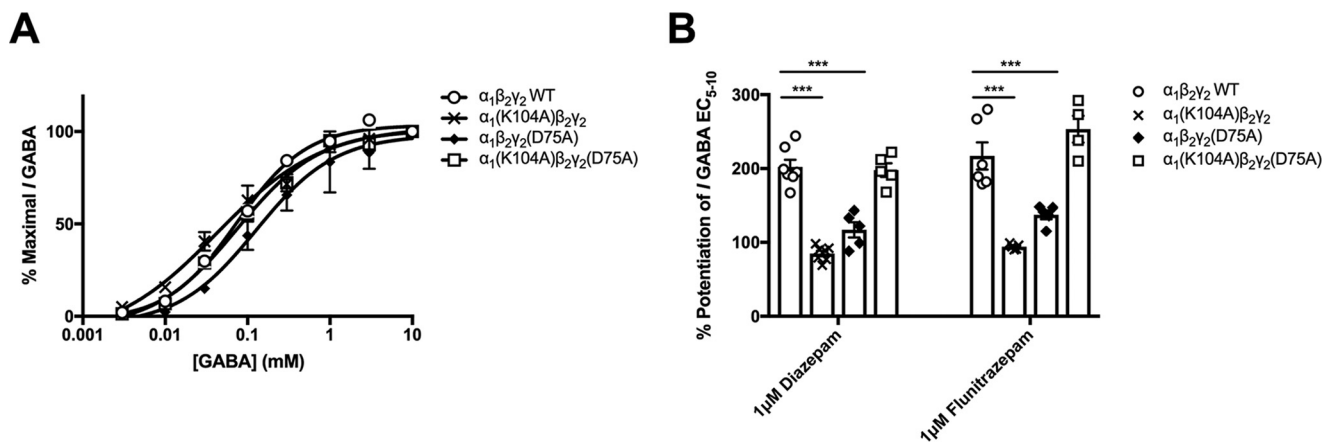 A
% Maximal I GABA
100
50
0
0.001
0.01
0.1
1
10
[GABA] (mM)
α1β2γ2 WT
α1(K104A)β2γ2
α1β2γ2(D75A)
α1(K104A)β2γ2(D75A)
B
% Potentiation of I GABA EC5-10
300
200
100
0
***
***
***
***
1μM Diazepam
1μM Flunitrazepam
α1β2γ2 WT
α1(K104A)β2γ2
α1β2γ2(D75A)
α1(K104A)β2γ2(D75A)